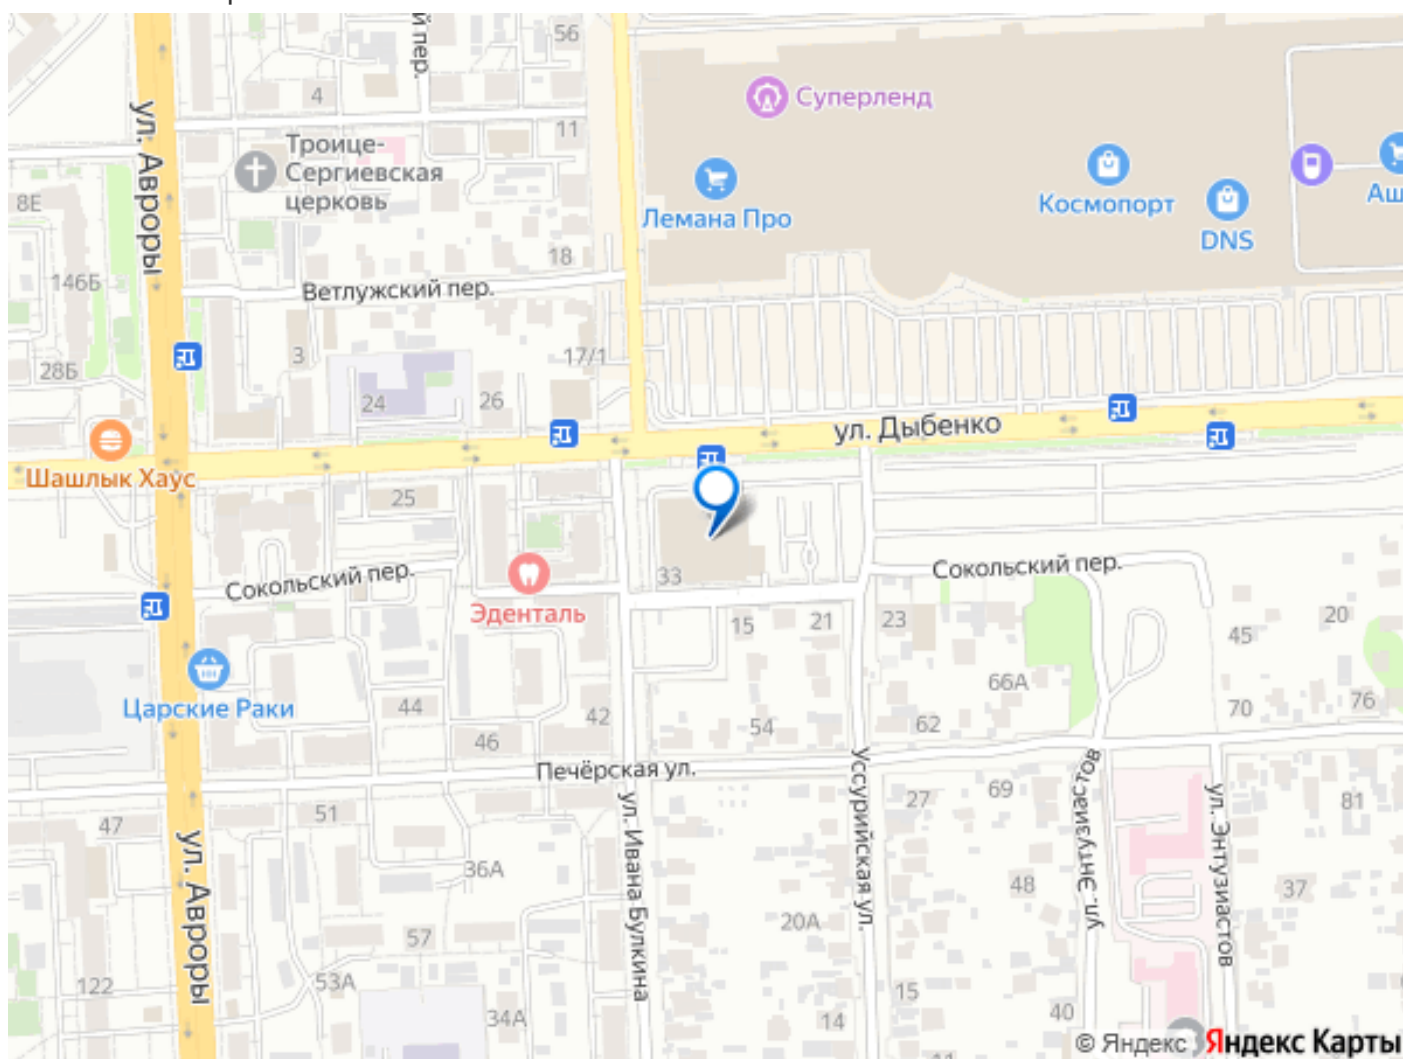 й пер.
56
4
Суперленд
ул. Авроры
11
Троице-
Сергиевская
церковь
8Е
Лемана Про
Космопорт
Аш
DNS
18
146Б
Ветлужский пер.
3
17/1
28Б
24
26
ул. Дыбенко
Шашлык Хаус
25
Сокольский пер.
33
Сокольский пер.
Эденталь
15
21
23
20
45
66А
Царские Раки
44
42
54
62
70
76
46
Печёрская ул.
51
47
27
69
81
ул. Авроры
ул. Ивана Булкина
Уссурийская ул.
ул. Энтузиастов
ул. Энтузиастов
36А
48
37
20А
57
122
53А
15
34А
14
40
© Яндекс Яндекс Карты